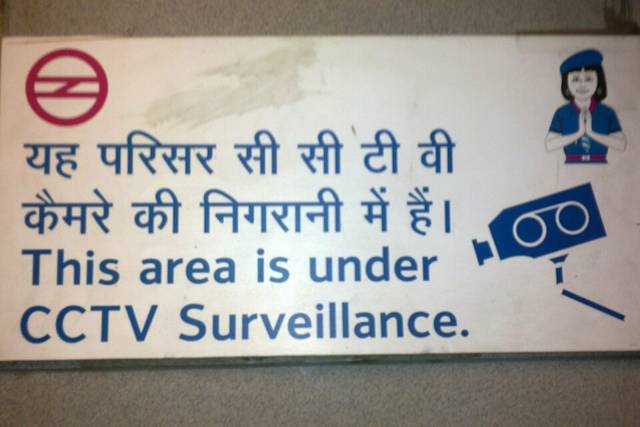 यह परिसर सी सी टी वी
कैमरे की निगरानी में हैं।
This area is under
CCTV Surveillance.